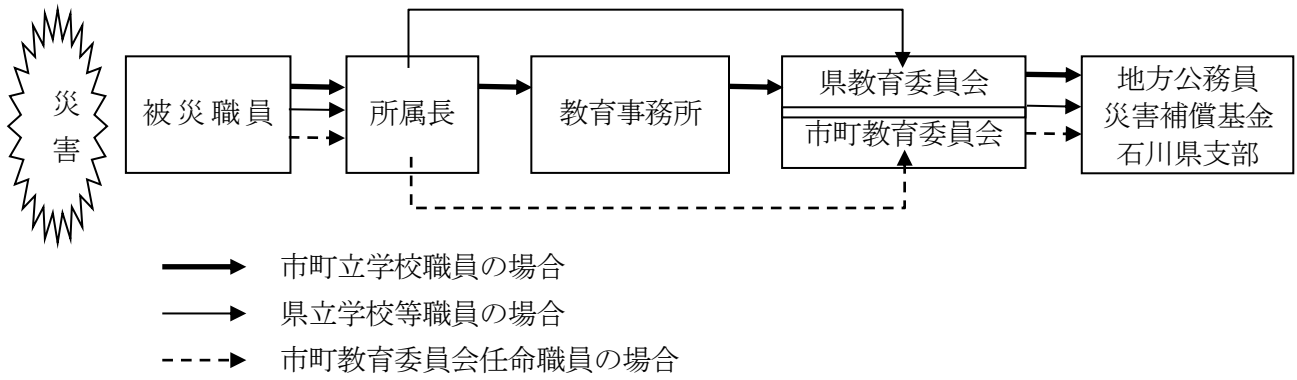 災
害
被災職員
所属長
教育事務所
県教育委員会
市町教育委員会
地方公務員
災害補償基金
石川県支部
市町立学校職員の場合
県立学校等職員の場合
市町教育委員会任命職員の場合